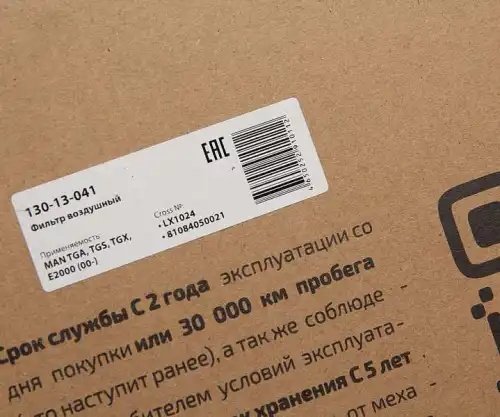 130-13-041
Фильтр воздушный
Применяемость
MAN TGA, TGS, TGX,
E2000 (00-)
EAC
Cross №:
• LX1024
• 81084050021
Срок службы С 2 года эксплуатации со
дня покупки или 30 000 км пробега
то наступит ранее), а так же соблюде -
бителем условий эксплуата-
хранения С 5 лет
от меха -